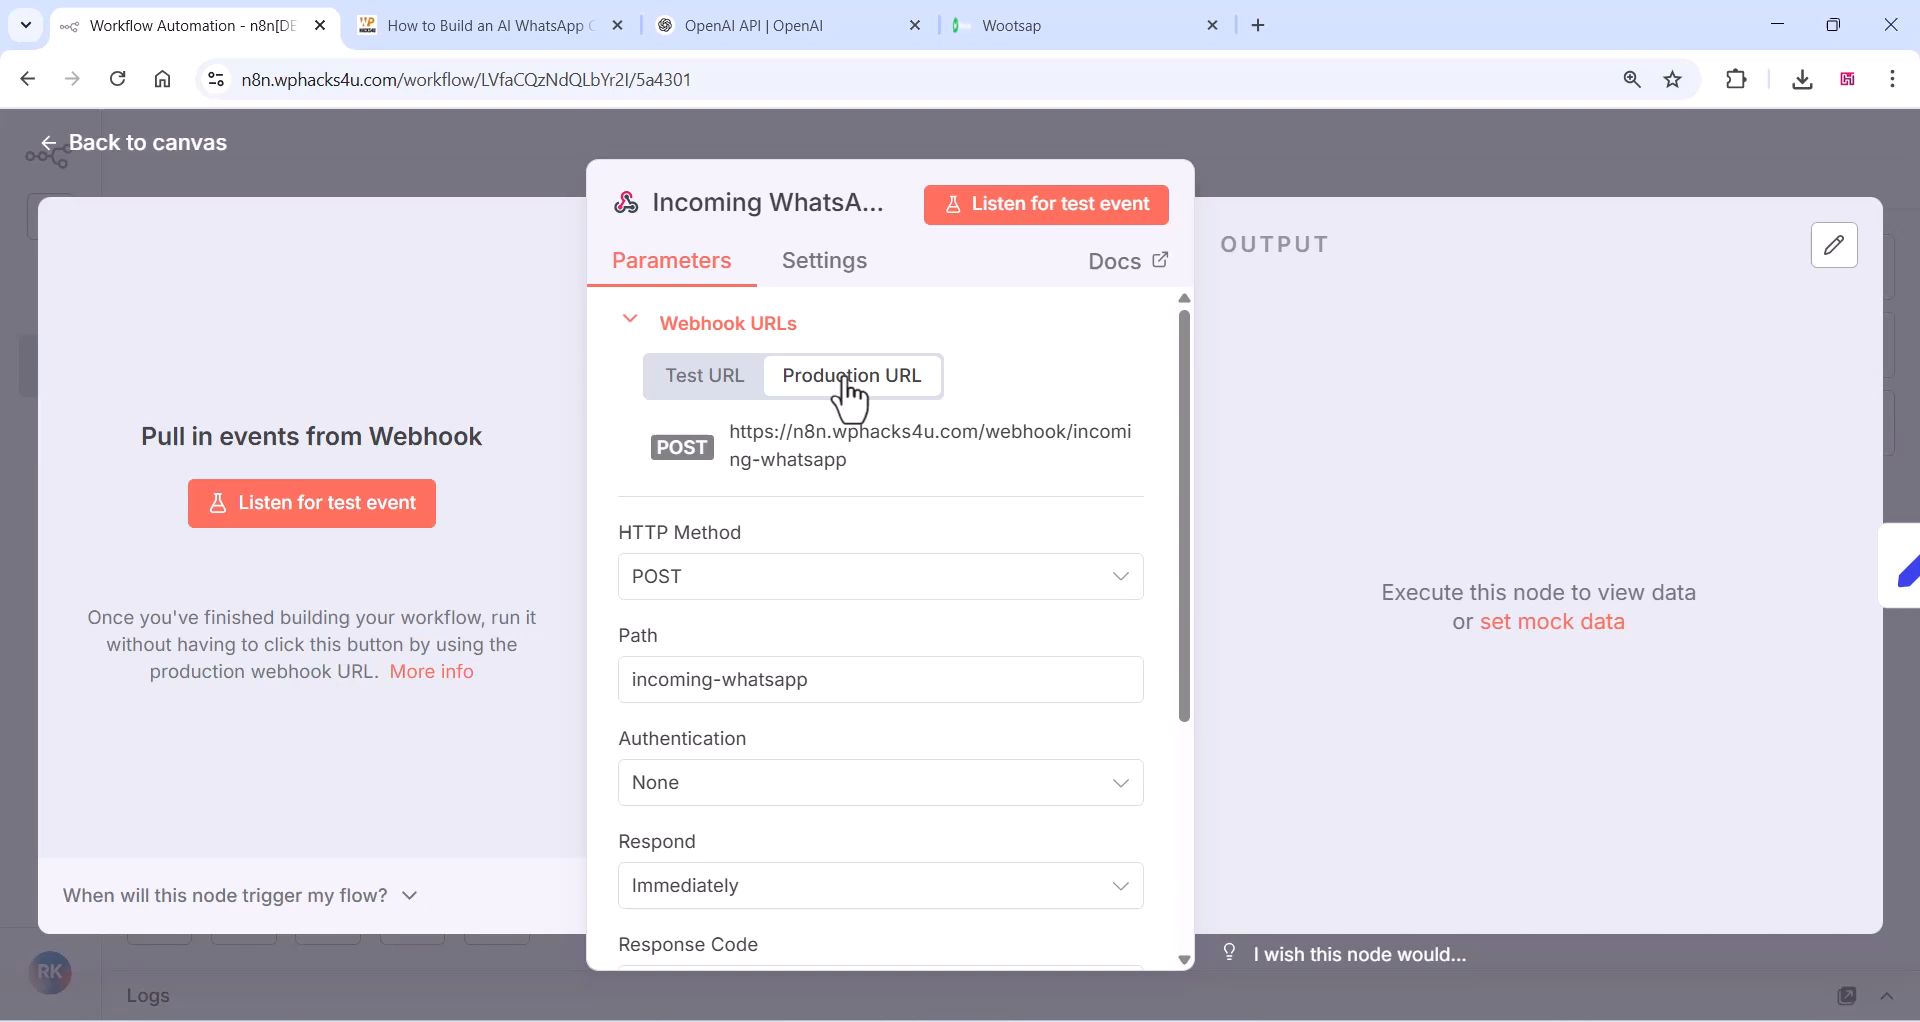 Workflow Automation - n8n[DE
How to Build an AI WhatsApp C
OpenAI API | OpenAI
Wootsap
n8n.wphacks4u.com/workflow/LVfaCQzNdQLbYr2I/5a4301
Back to canvas
Incoming WhatsA...
Listen for test event
Parameters
Settings
Docs
OUTPUT
Webhook URLs
Test URL
Production URL
POST
https://n8n.wphacks4u.com/webhook/incomi
ng-whatsapp
Pull in events from Webhook
Listen for test event
Once you've finished building your workflow, run it
without having to click this button by using the
production webhook URL. More info
HTTP Method
POST
Path
incoming-whatsapp
Authentication
None
Respond
Immediately
Response Code
Execute this node to view data
or set mock data
When will this node trigger my flow?
I wish this node would...
RK
Logs